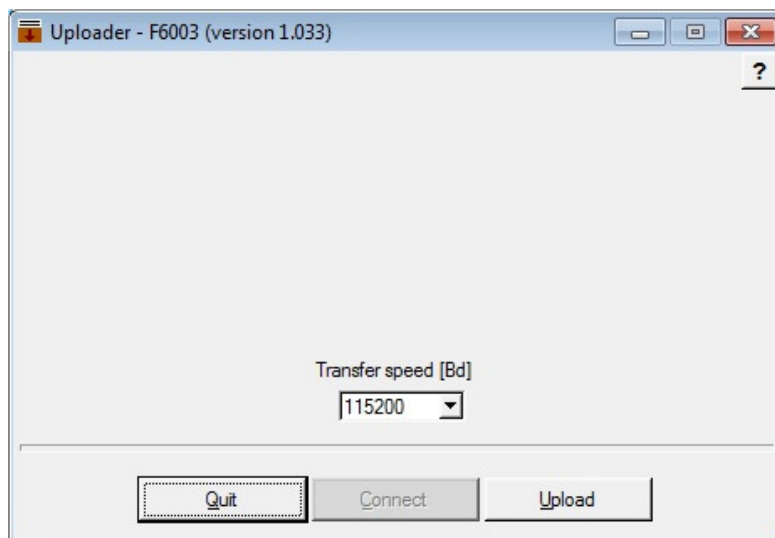 Uploader - F6003 (version 1.033)
?
Transfer speed [Bd]
115200
Quit Connect Upload